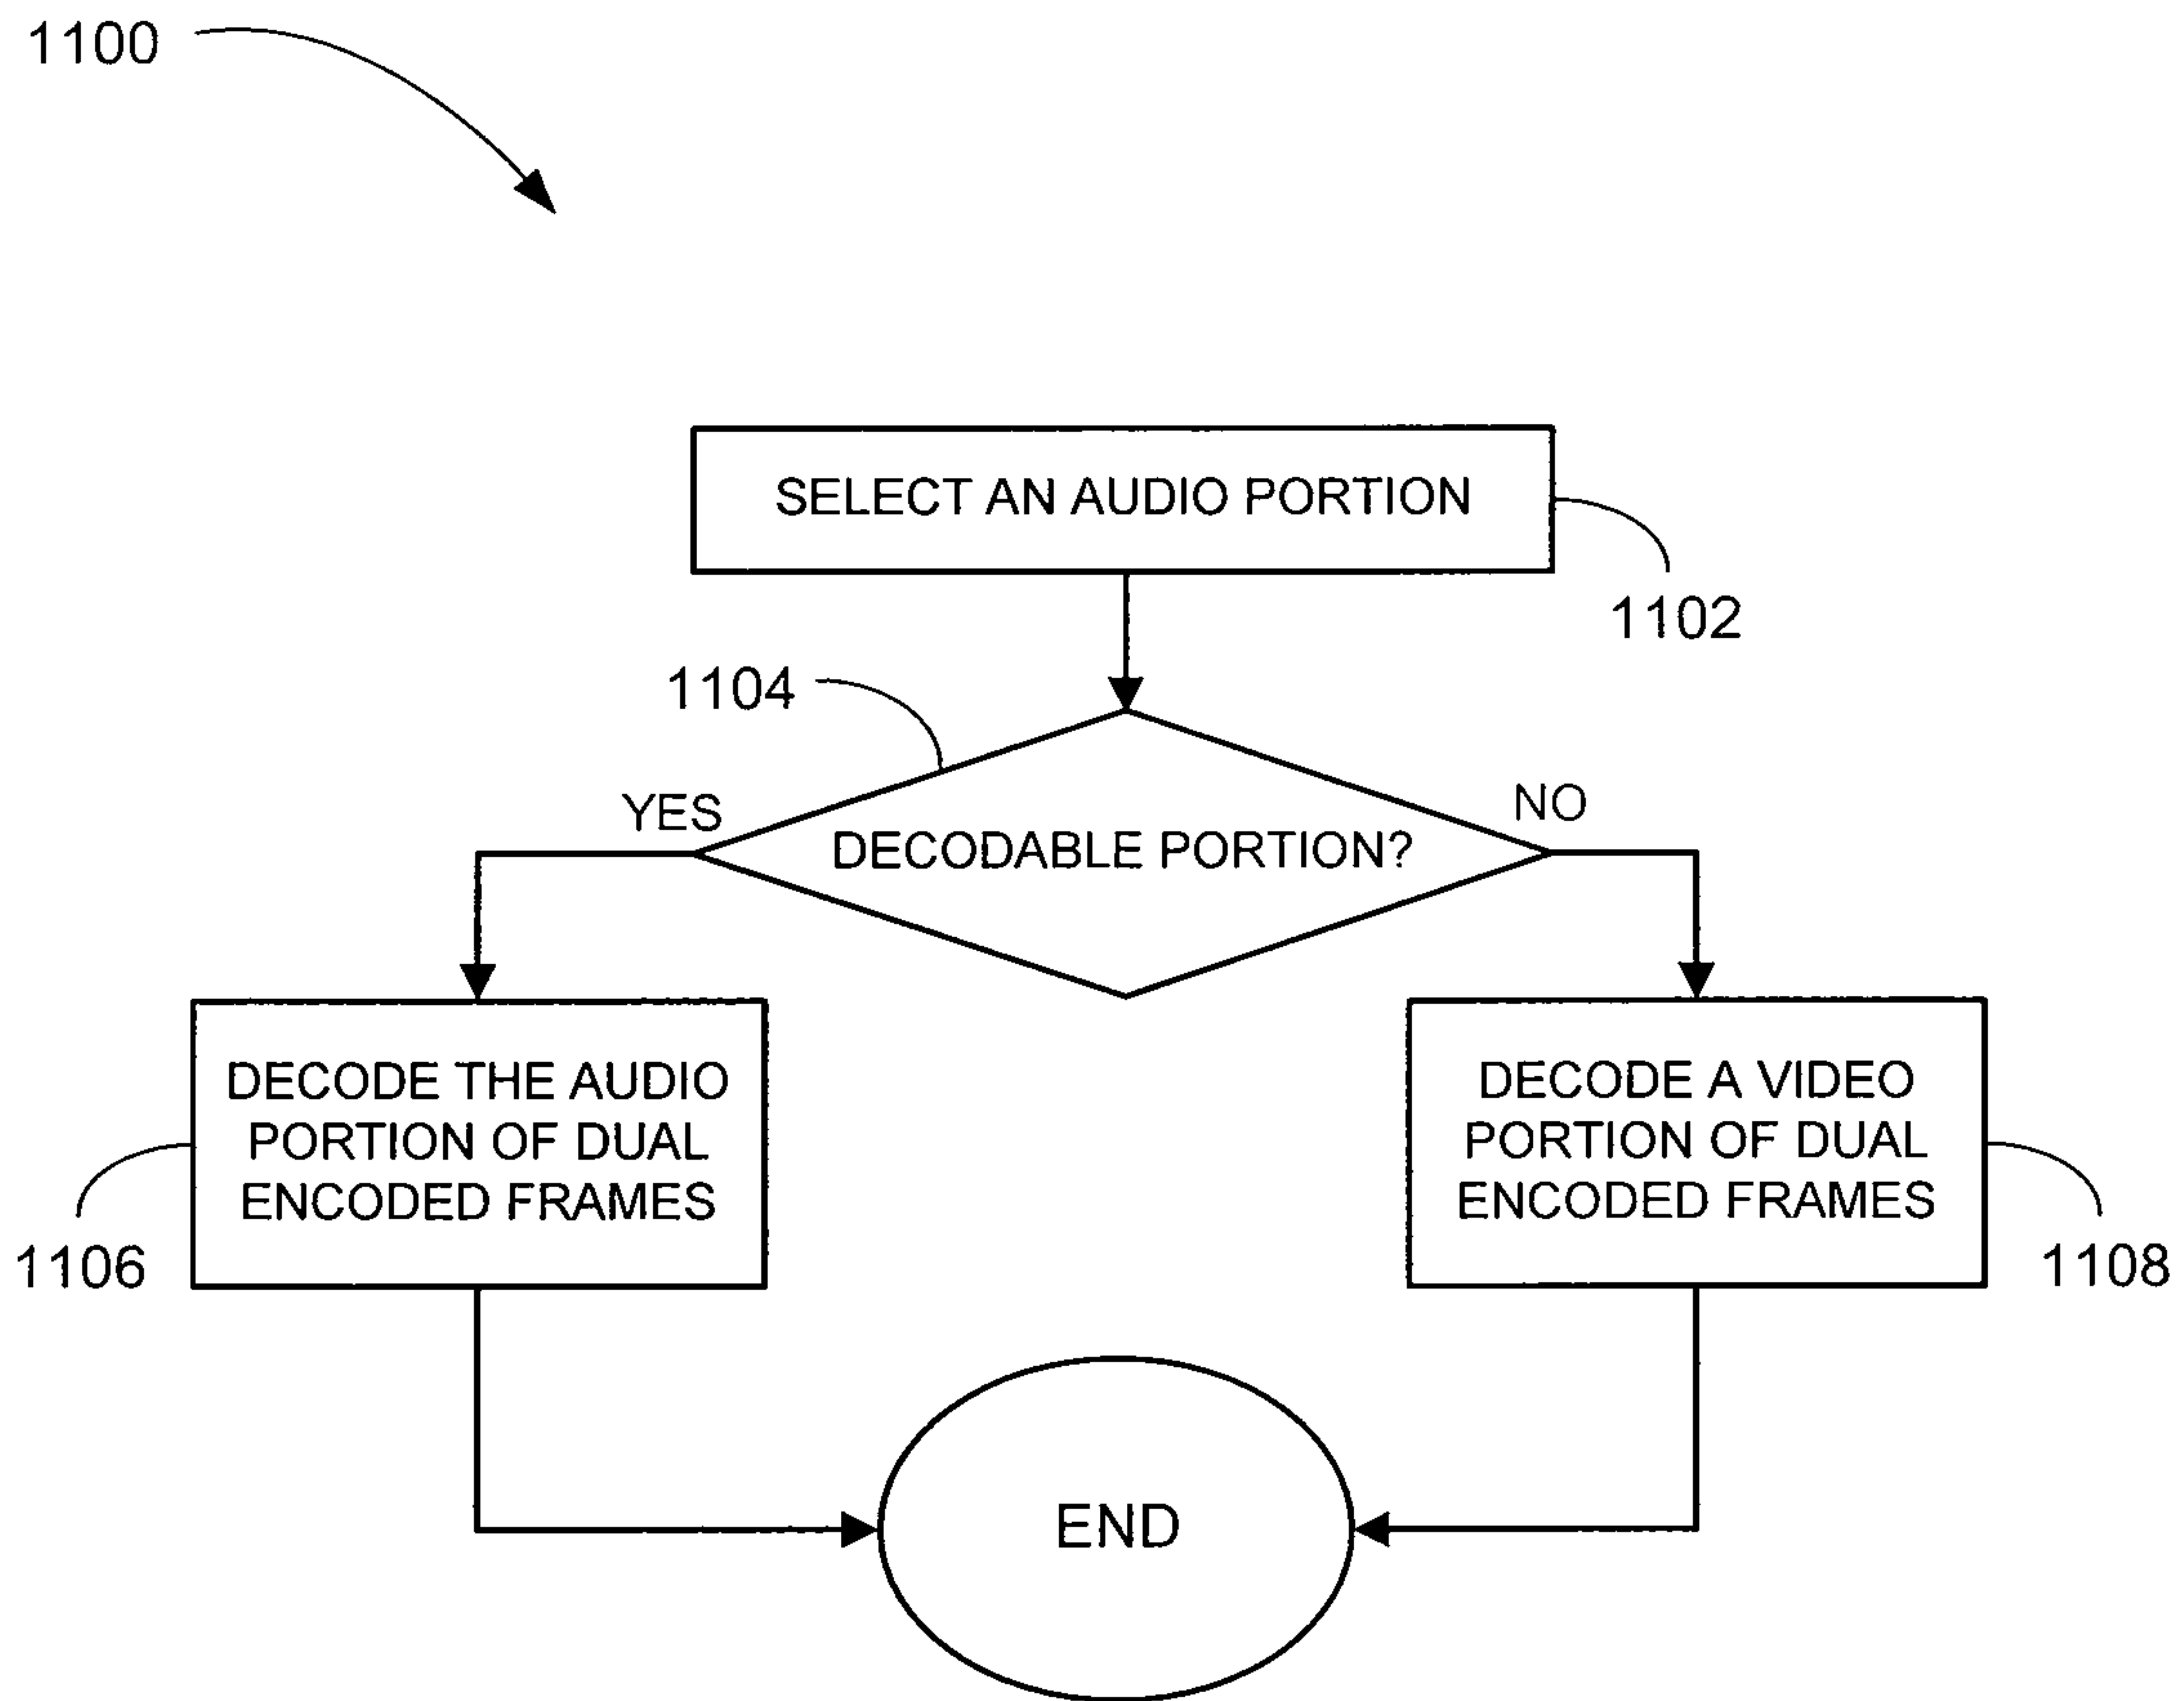 1100
SELECT AN AUDIO PORTION
1102
1104
YES
NO
DECODABLE PORTION?
DECODE THE AUDIO
PORTION OF DUAL
ENCODED FRAMES
1106
DECODE A VIDEO
PORTION OF DUAL
ENCODED FRAMES
1108
END